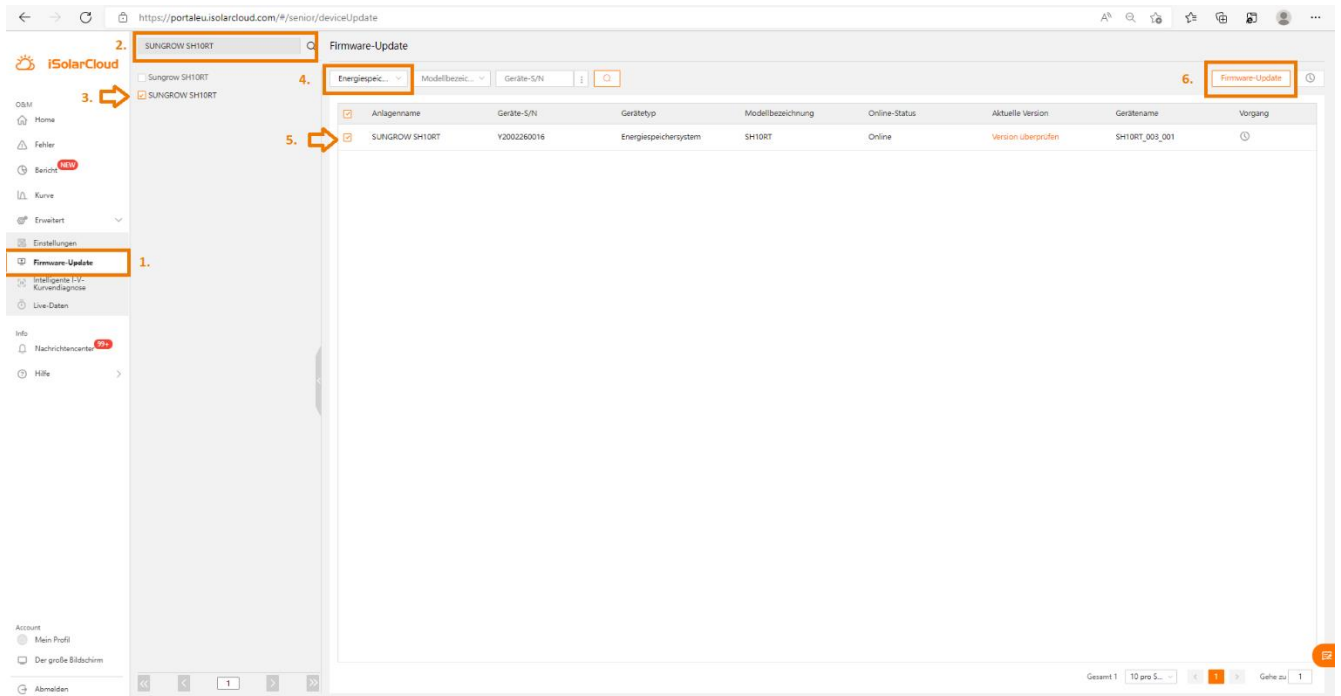 https://portaleu.isolarcloud.com/#/senior/deviceUpdate
iSolarCloud
O&M
Home
Fehler
Bericht NEW
Kurve
Erweitert
Einstellungen
Firmware-Update
1.
Intelligente I-V-
Kurvendiagnose
Live-Daten
Info
Nachrichtencenter 99+
Hilfe
Account
Mein Profil
Der große Bildschirm
Abmelden
2.
SUNGROW SH10RT
Sungrow SH10RT
3.
SUNGROW SH10RT
1
Firmware-Update
4.
Energiespeic...
Modellbezeic...
Geräte-S/N
6.
Firmware-Update
Anlagenname Geräte-S/N Gerätetyp Modellbezeichnung Online-Status Aktuelle Version Gerätename Vorgang
5.
SUNGROW SH10RT Y2002260016 Energiespeichersystem SH10RT Online Version überprüfen SH10RT_003_001
Gesamt 1 10 pro S... 1 Gehe zu 1